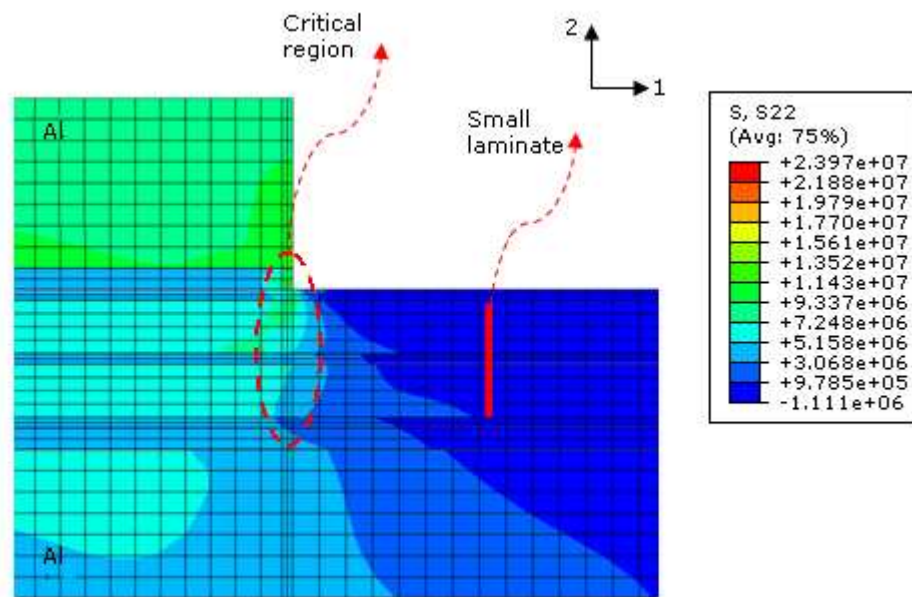 Critical
region
2
1
Small
laminate
Al
Al
S, S22
(Avg: 75%)
+2.397e+07
+2.188e+07
+1.979e+07
+1.770e+07
+1.561e+07
+1.352e+07
+1.143e+07
+9.337e+06
+7.248e+06
+5.158e+06
+3.068e+06
+9.785e+05
-1.111e+06